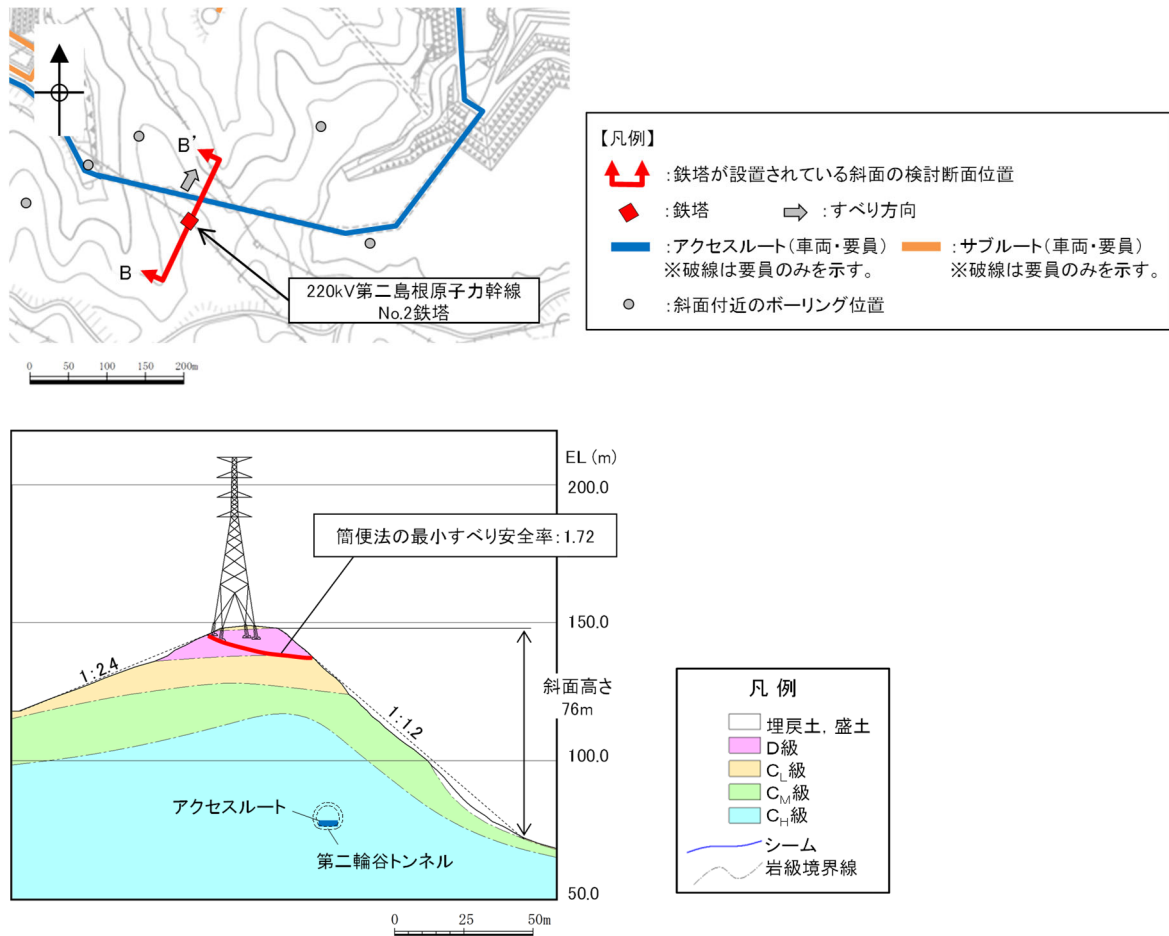 B'
B
220kV第二島根原子力幹線
No.2鉄塔
0 50 100 150 200m
【凡例】
:鉄塔が設置されている斜面の検討断面位置
:鉄塔
:すべり方向
:アクセスルート(車両・要員)
※破線は要員のみを示す。
:サブルート(車両・要員)
※破線は要員のみを示す。
:斜面付近のボーリング位置
EL(m)
200.0
簡便法の最小すべり安全率:1.72
150.0
1:2.4
斜面高さ
76m
1:1.2
100.0
アクセスルート
第二輪谷トンネル
50.0
0 25 50m
凡 例
埋戻土,盛土
D級
CL級
CM級
CH級
シーム
岩級境界線